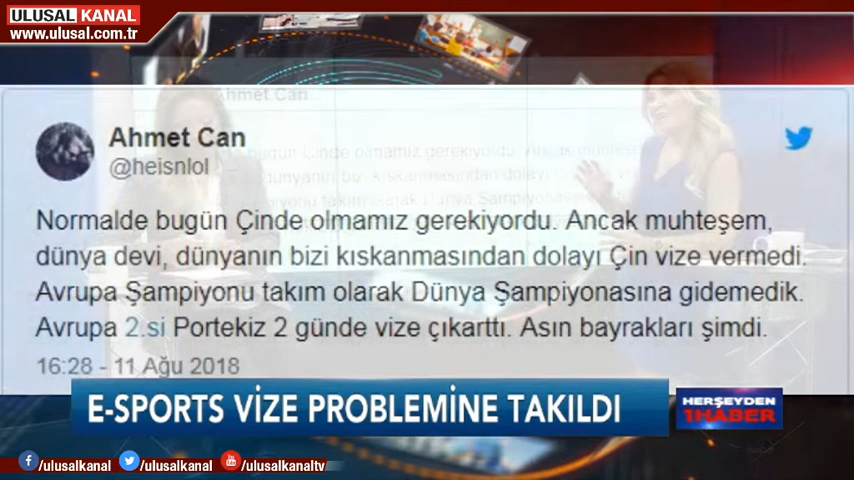 ULUSAL KANAL
www.ulusal.com.tr
Ahmet Can
Ahmet Can
@heisnlol
Normalde bugün Çinde olmamız gerekiyordu. Ancak muhteşem,
dünya devi, dünyanın bizi kıskanmasından dolayı Çin vize vermedi.
Avrupa Şampiyonu takım olarak Dünya Şampiyonasına gidemedik.
Avrupa 2.si Portekiz 2 günde vize çıkarttı. Asın bayrakları şimdi.
16:28 - 11 Ağu 2018
E-SPORTS VİZE PROBLEMİNE TAKILDI
HERŞEYDEN
1HABER
/ulusalkanal /ulusalkanal /ulusalkanaltv